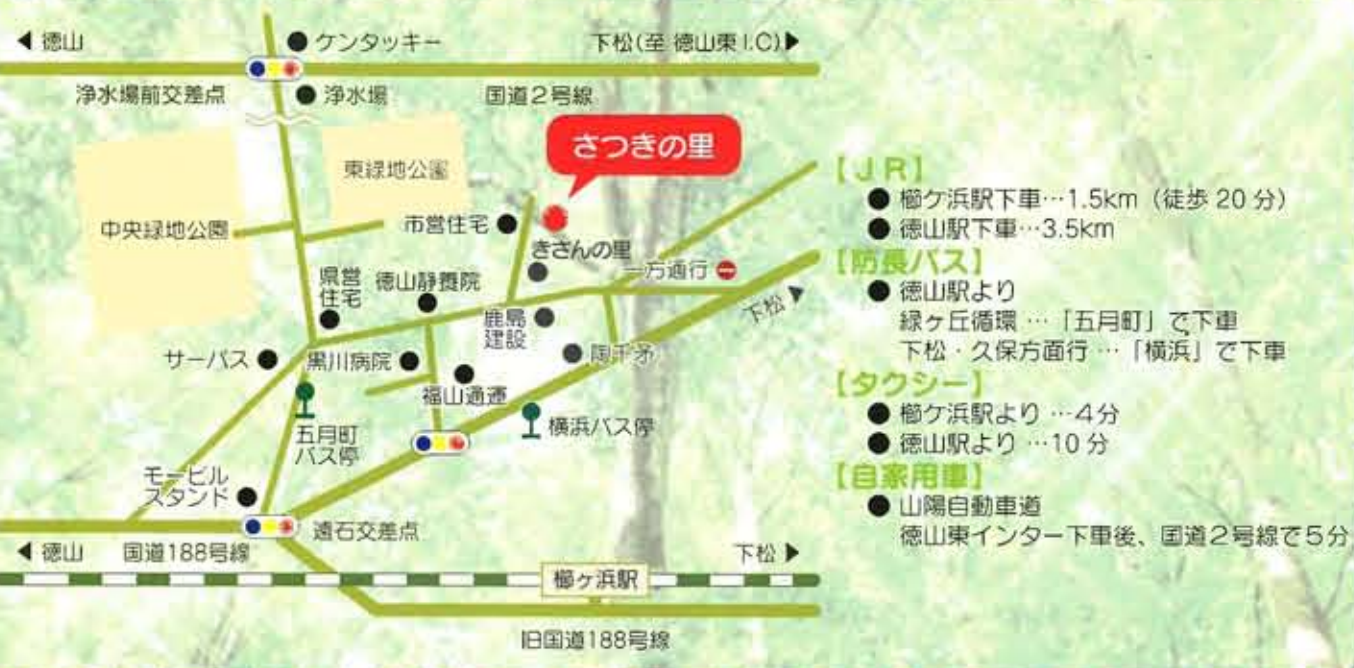 ◀ 徳山
ケンタッキー
下松(至 徳山東I.C)▶
浄水場前交差点
浄水場
国道2号線
さつきの里
東緑地公園
中央緑地公園
市営住宅
きさんの里
一方通行
県営
住宅
徳山静養院
鹿島
建設
下松 ▶
サーパス
黒川病院
陶千矛
福山通運
五月町
バス停
横浜バス停
モービル
スタンド
遠石交差点
◀ 徳山
国道188号線
下松 ▶
櫛ヶ浜駅
旧国道188号線
【JR】
● 櫛ケ浜駅下車…1.5km（徒歩 20 分）
● 徳山駅下車…3.5km
【防長バス】
● 徳山駅より
緑ヶ丘循環 …「五月町」で下車
下松・久保方面行 …「横浜」で下車
【タクシー】
● 櫛ケ浜駅より …4分
● 徳山駅より …10 分
【自家用車】
● 山陽自動車道
徳山東インター下車後、国道2号線で5分